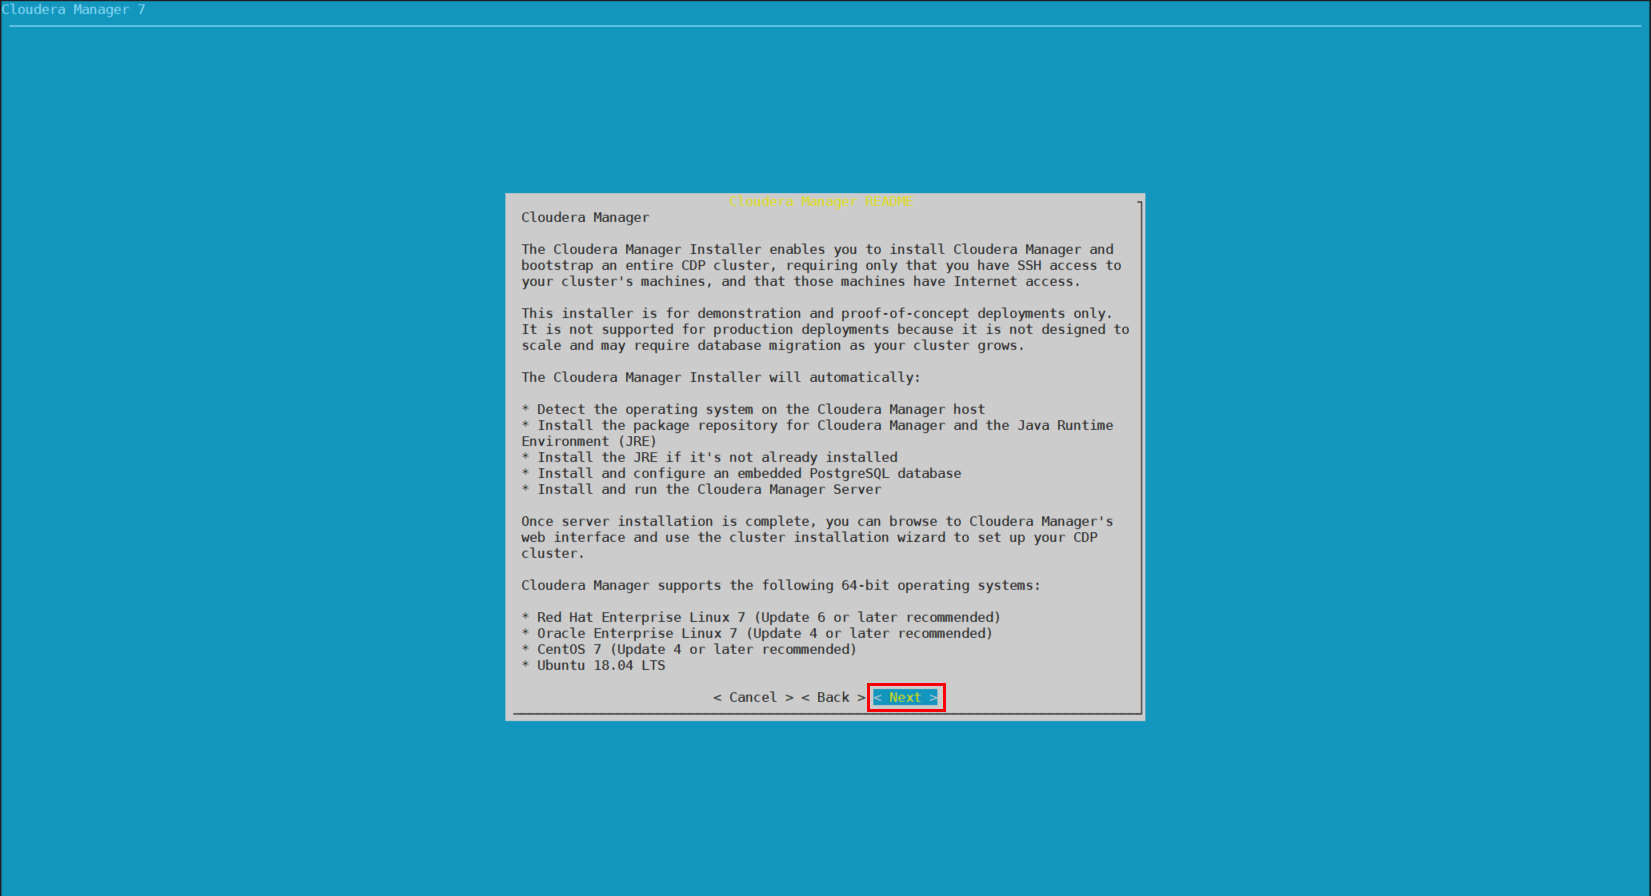 Cloudera Manager 7
Cloudera Manager README
Cloudera Manager
The Cloudera Manager Installer enables you to install Cloudera Manager and
bootstrap an entire CDP cluster, requiring only that you have SSH access to
your cluster's machines, and that those machines have Internet access.
This installer is for demonstration and proof-of-concept deployments only.
It is not supported for production deployments because it is not designed to
scale and may require database migration as your cluster grows.
The Cloudera Manager Installer will automatically:
* Detect the operating system on the Cloudera Manager host
* Install the package repository for Cloudera Manager and the Java Runtime
Environment (JRE)
* Install the JRE if it's not already installed
* Install and configure an embedded PostgreSQL database
* Install and run the Cloudera Manager Server
Once server installation is complete, you can browse to Cloudera Manager's
web interface and use the cluster installation wizard to set up your CDP
cluster.
Cloudera Manager supports the following 64-bit operating systems:
* Red Hat Enterprise Linux 7 (Update 6 or later recommended)
* Oracle Enterprise Linux 7 (Update 4 or later recommended)
* CentOS 7 (Update 4 or later recommended)
* Ubuntu 18.04 LTS
< Cancel > < Back > < Next >